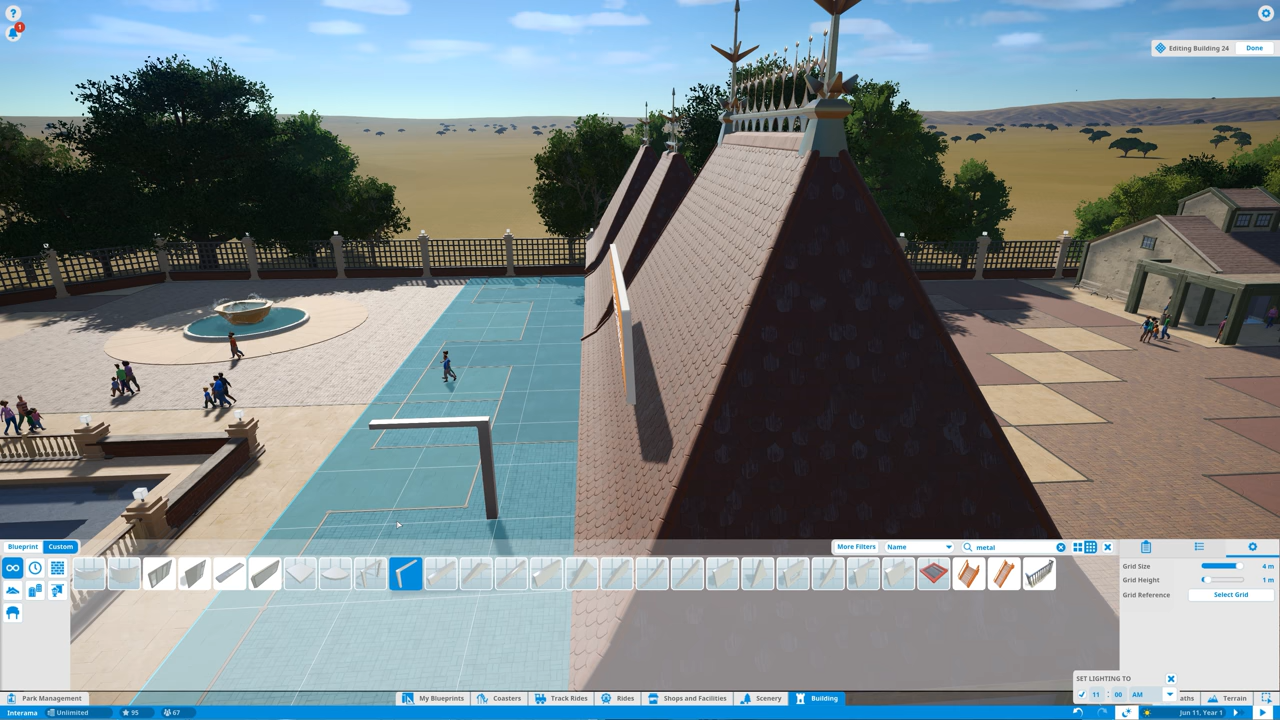 ?
1
Editing Building 24
Done
Blueprint
Custom
More Filters
Name
metal
Grid Size
4 m
Grid Height
1 m
Grid Reference
Select Grid
SET LIGHTING TO
11 : 00 AM
Park Management
My Blueprints
Coasters
Track Rides
Rides
Shops and Facilities
Scenery
Building
aths
Terrain
Interama
Unlimited
95
67
Jun 11, Year 1